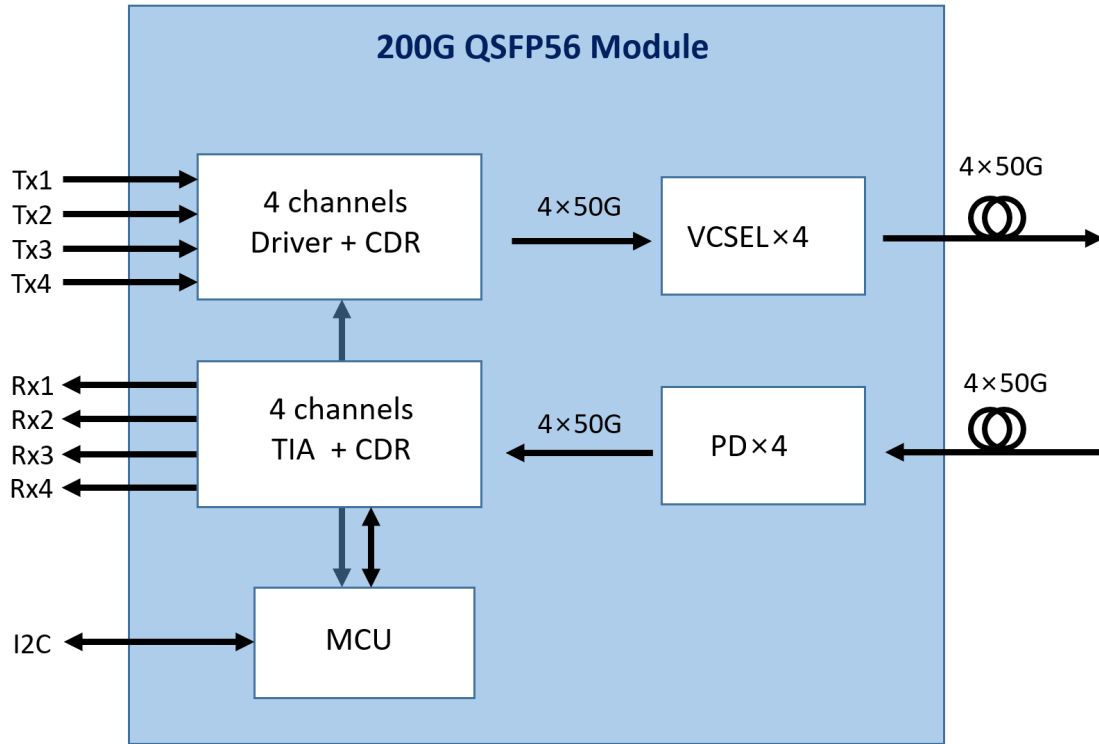 200G QSFP56 Module
Tx1
Tx2
Tx3
Tx4
4 channels
Driver + CDR
4×50G
VCSEL×4
4×50G
Rx1
Rx2
Rx3
Rx4
4 channels
TIA + CDR
4×50G
PD×4
4×50G
I2C
MCU